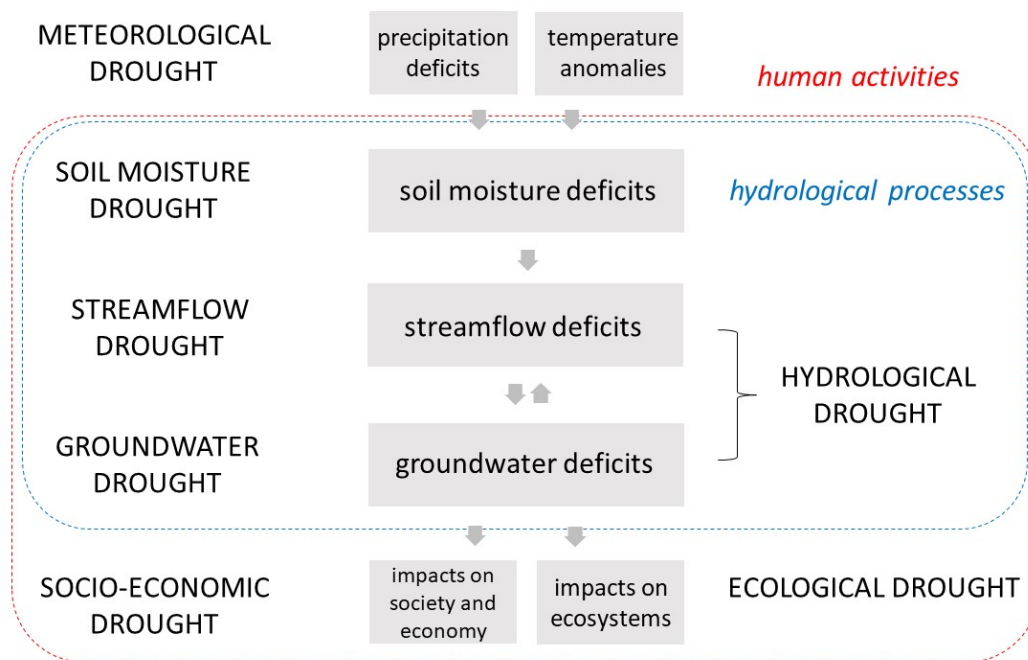 METEOROLOGICAL
DROUGHT
precipitation
deficits
temperature
anomalies
human activities
SOIL MOISTURE
DROUGHT
soil moisture deficits
hydrological processes
STREAMFLOW
DROUGHT
streamflow deficits
HYDROLOGICAL
DROUGHT
GROUNDWATER
DROUGHT
groundwater deficits
SOCIO-ECONOMIC
DROUGHT
impacts on
society and
economy
impacts on
ecosystems
ECOLOGICAL DROUGHT